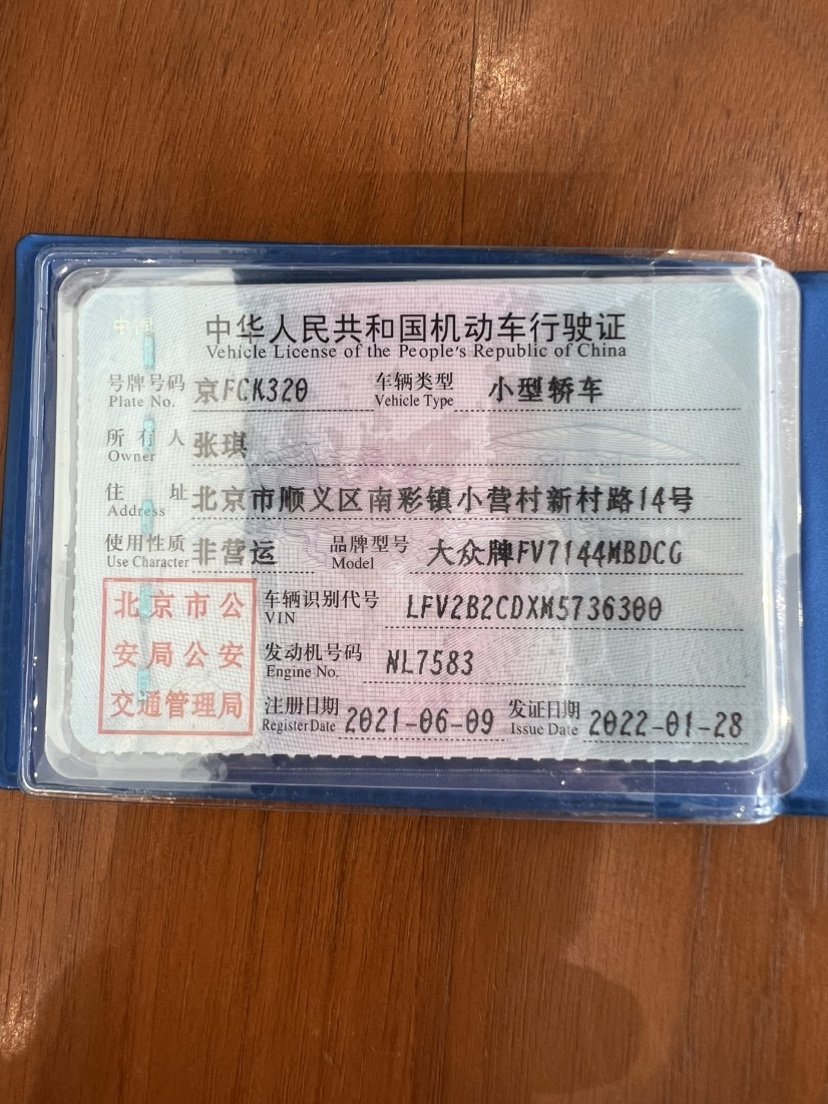 中华人民共和国机动车行驶证
Vehicle License of the People's Republic of China
号牌号码 京FCK320 车辆类型 小型轿车
Plate No. Vehicle Type
所有人 张琪
Owner
住址 北京市顺义区南彩镇小营村新村路14号
Address
使用性质 非营运 品牌型号 大众牌FV7144MBDCG
Use Character Model
北京市公
安局公安
交通管理局
车辆识别代号 LFV2B2CDXM5736300
VIN
发动机号码 NL7583
Engine No.
注册日期 2021-06-09 发证日期 2022-01-28
Register Date Issue Date